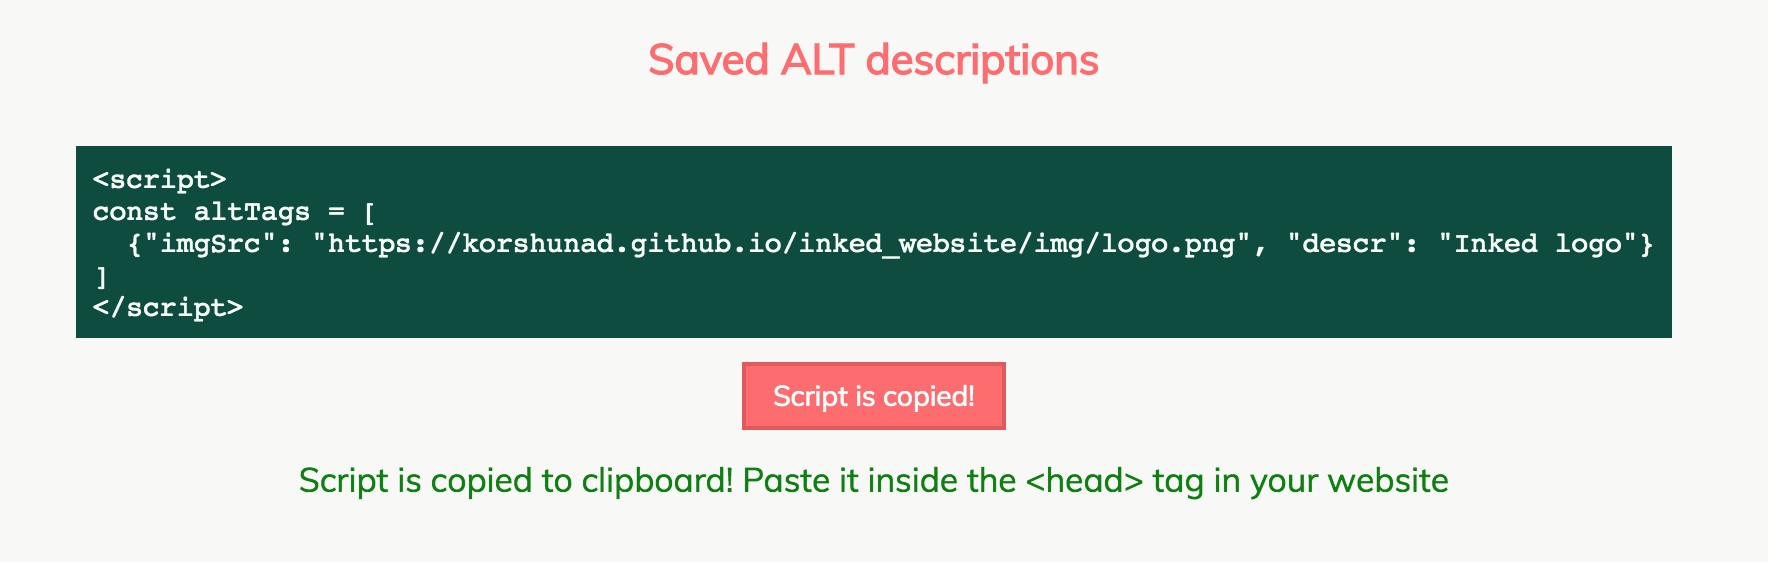 Saved ALT descriptions
<script>
const altTags = [
  {"imgSrc": "https://korshunad.github.io/inked_website/img/logo.png", "descr": "Inked logo"}
]
</script>
Script is copied!
Script is copied to clipboard! Paste it inside the <head> tag in your website